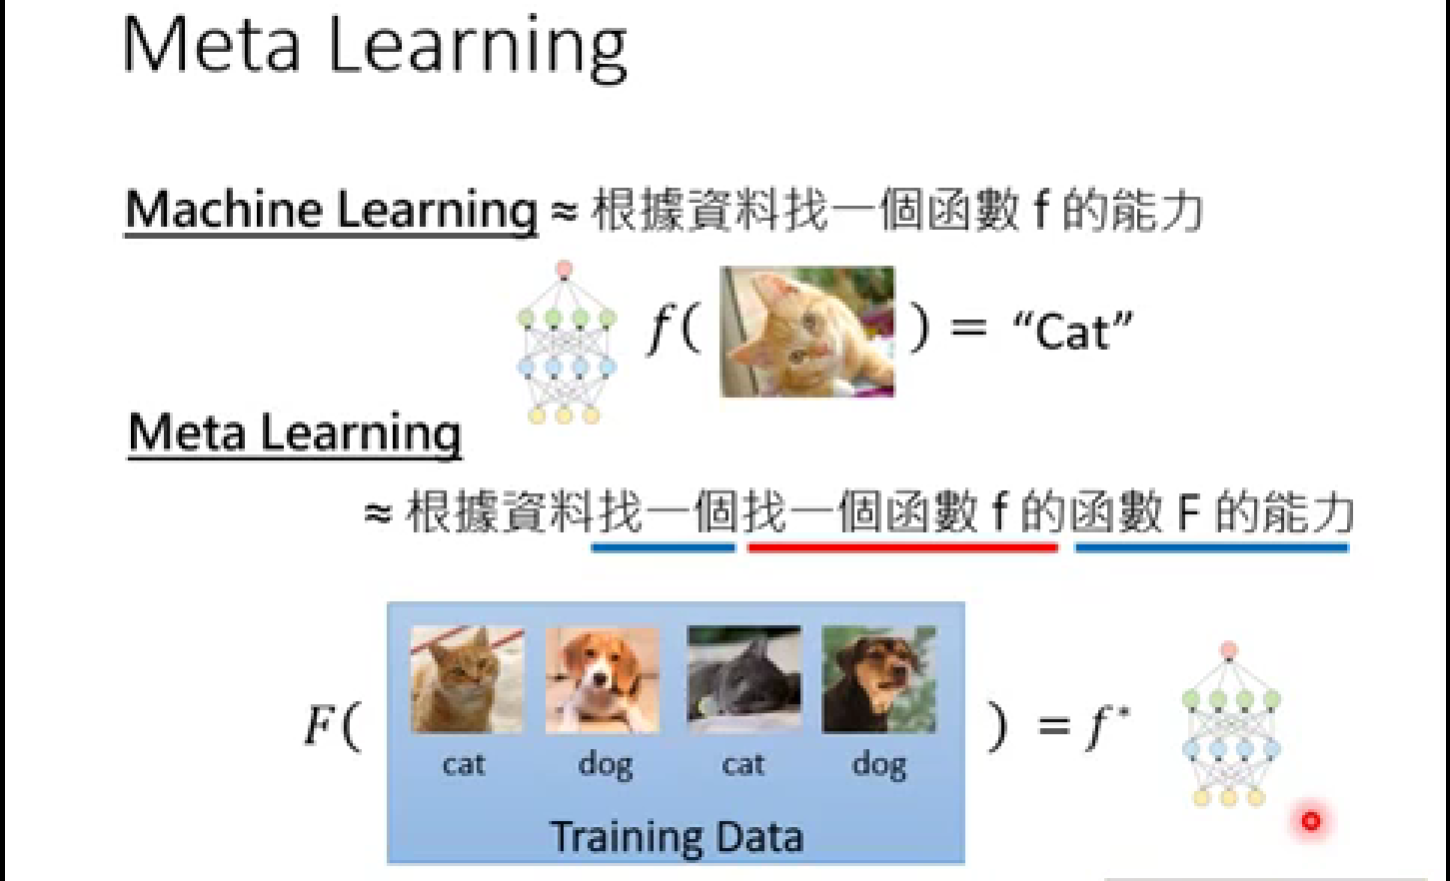 Meta Learning
Machine Learning ≈ 根據資料找一個函數 f 的能力
f( ) = “Cat”
Meta Learning
≈ 根據資料找一個找一個函數 f 的函數 F 的能力
F( ) = f*
cat dog cat dog
Training Data